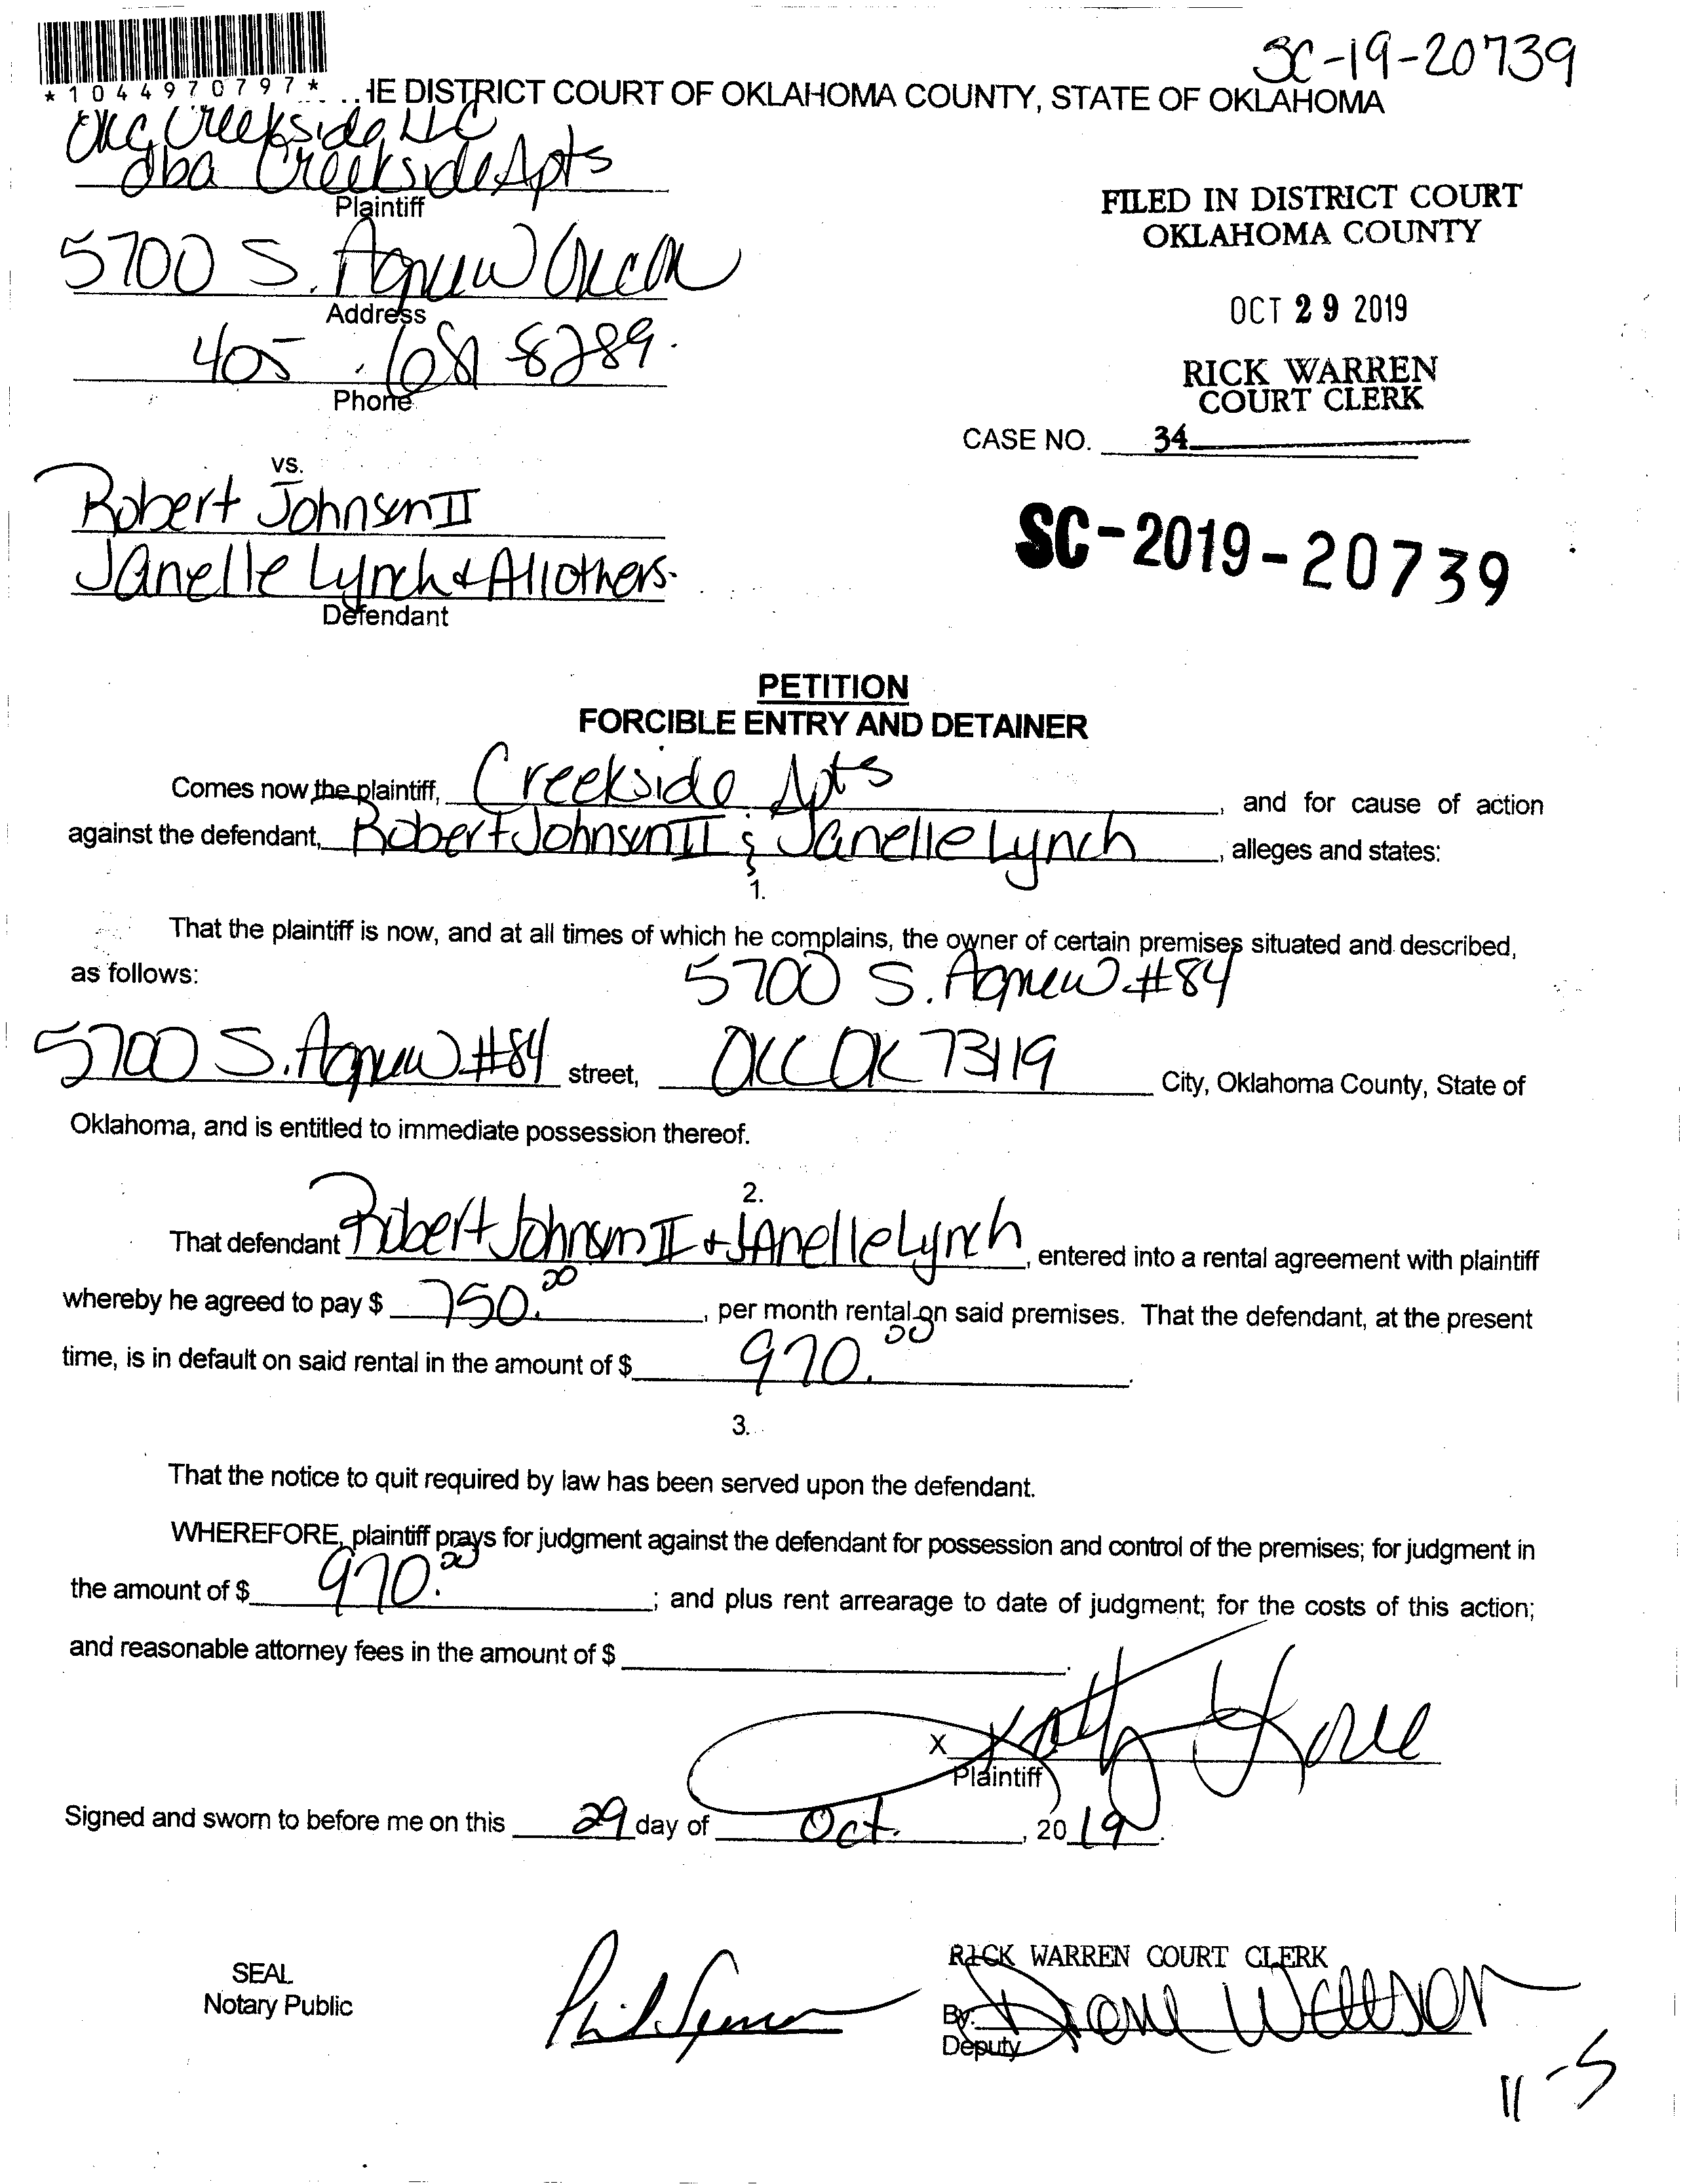 SC-19-20739
*1044970797*
HE DISTRICT COURT OF OKLAHOMA COUNTY, STATE OF OKLAHOMA
OKC Creekside LLC
dba Creekside Apts
Plaintiff
5700 S. Agnew OKC OK
Address
405 681 8289
Phone
FILED IN DISTRICT COURT
OKLAHOMA COUNTY
OCT 29 2019
RICK WARREN
COURT CLERK
CASE NO. 34
vs.
Robert Johnson II
Janelle Lynch & All others.
Defendant
SC-2019-20739
PETITION
FORCIBLE ENTRY AND DETAINER
Comes now the plaintiff, Creekside Apts, and for cause of action
against the defendant, Robert Johnson II & Janelle Lynch, alleges and states:
1.
That the plaintiff is now, and at all times of which he complains, the owner of certain premises situated and described,
as follows: 5700 S. Agnew #84
5700 S. Agnew #84 street, OKC OK 73119 City, Oklahoma County, State of
Oklahoma, and is entitled to immediate possession thereof.
2.
That defendant Robert Johnson II + Janelle Lynch, entered into a rental agreement with plaintiff
whereby he agreed to pay $ 750.00, per month rental on said premises. That the defendant, at the present
time, is in default on said rental in the amount of $ 970.00.
3.
That the notice to quit required by law has been served upon the defendant.
WHEREFORE, plaintiff prays for judgment against the defendant for possession and control of the premises; for judgment in
the amount of $ 970.00; and plus rent arrearage to date of judgment; for the costs of this action;
and reasonable attorney fees in the amount of $
X
Plaintiff
Signed and sworn to before me on this 29 day of Oct., 2019.
SEAL
Notary Public
RICK WARREN COURT CLERK
By:
Deputy
11-5